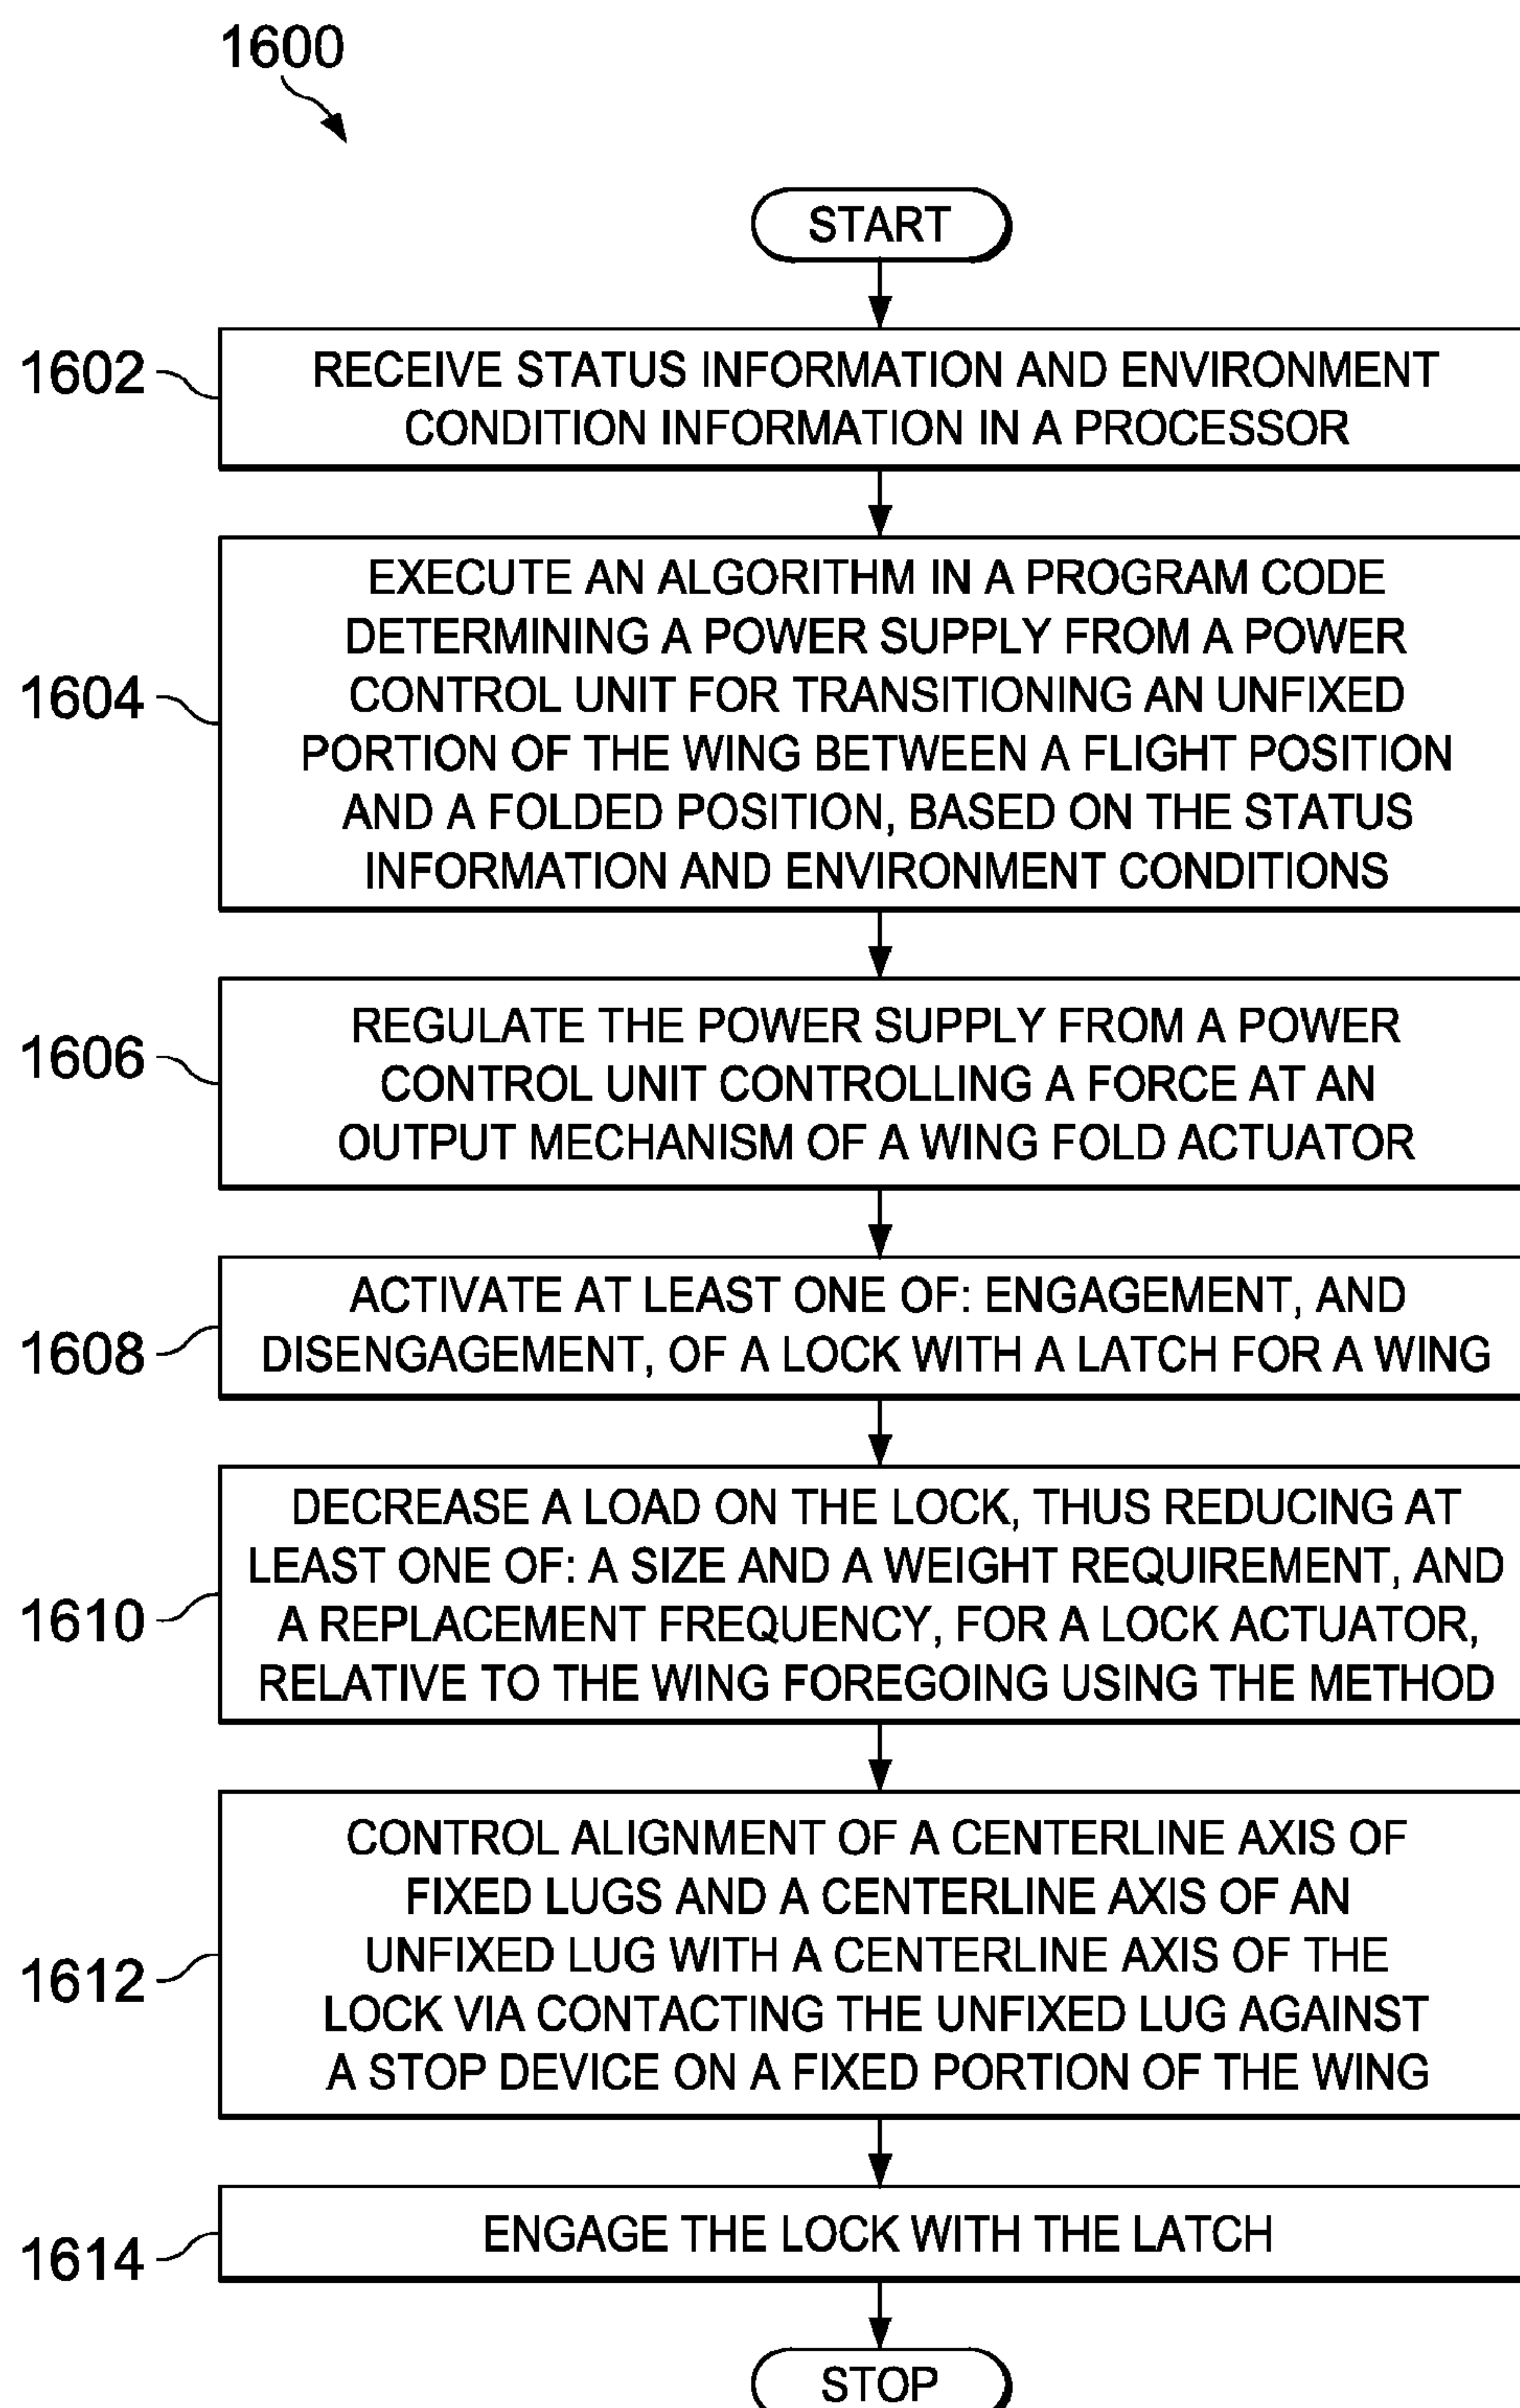 1600
START
1602
RECEIVE STATUS INFORMATION AND ENVIRONMENT
CONDITION INFORMATION IN A PROCESSOR
1604
EXECUTE AN ALGORITHM IN A PROGRAM CODE
DETERMINING A POWER SUPPLY FROM A POWER
CONTROL UNIT FOR TRANSITIONING AN UNFIXED
PORTION OF THE WING BETWEEN A FLIGHT POSITION
AND A FOLDED POSITION, BASED ON THE STATUS
INFORMATION AND ENVIRONMENT CONDITIONS
1606
REGULATE THE POWER SUPPLY FROM A POWER
CONTROL UNIT CONTROLLING A FORCE AT AN
OUTPUT MECHANISM OF A WING FOLD ACTUATOR
1608
ACTIVATE AT LEAST ONE OF: ENGAGEMENT, AND
DISENGAGEMENT, OF A LOCK WITH A LATCH FOR A WING
1610
DECREASE A LOAD ON THE LOCK, THUS REDUCING AT
LEAST ONE OF: A SIZE AND A WEIGHT REQUIREMENT, AND
A REPLACEMENT FREQUENCY, FOR A LOCK ACTUATOR,
RELATIVE TO THE WING FOREGOING USING THE METHOD
1612
CONTROL ALIGNMENT OF A CENTERLINE AXIS OF
FIXED LUGS AND A CENTERLINE AXIS OF AN
UNFIXED LUG WITH A CENTERLINE AXIS OF THE
LOCK VIA CONTACTING THE UNFIXED LUG AGAINST
A STOP DEVICE ON A FIXED PORTION OF THE WING
1614
ENGAGE THE LOCK WITH THE LATCH
STOP